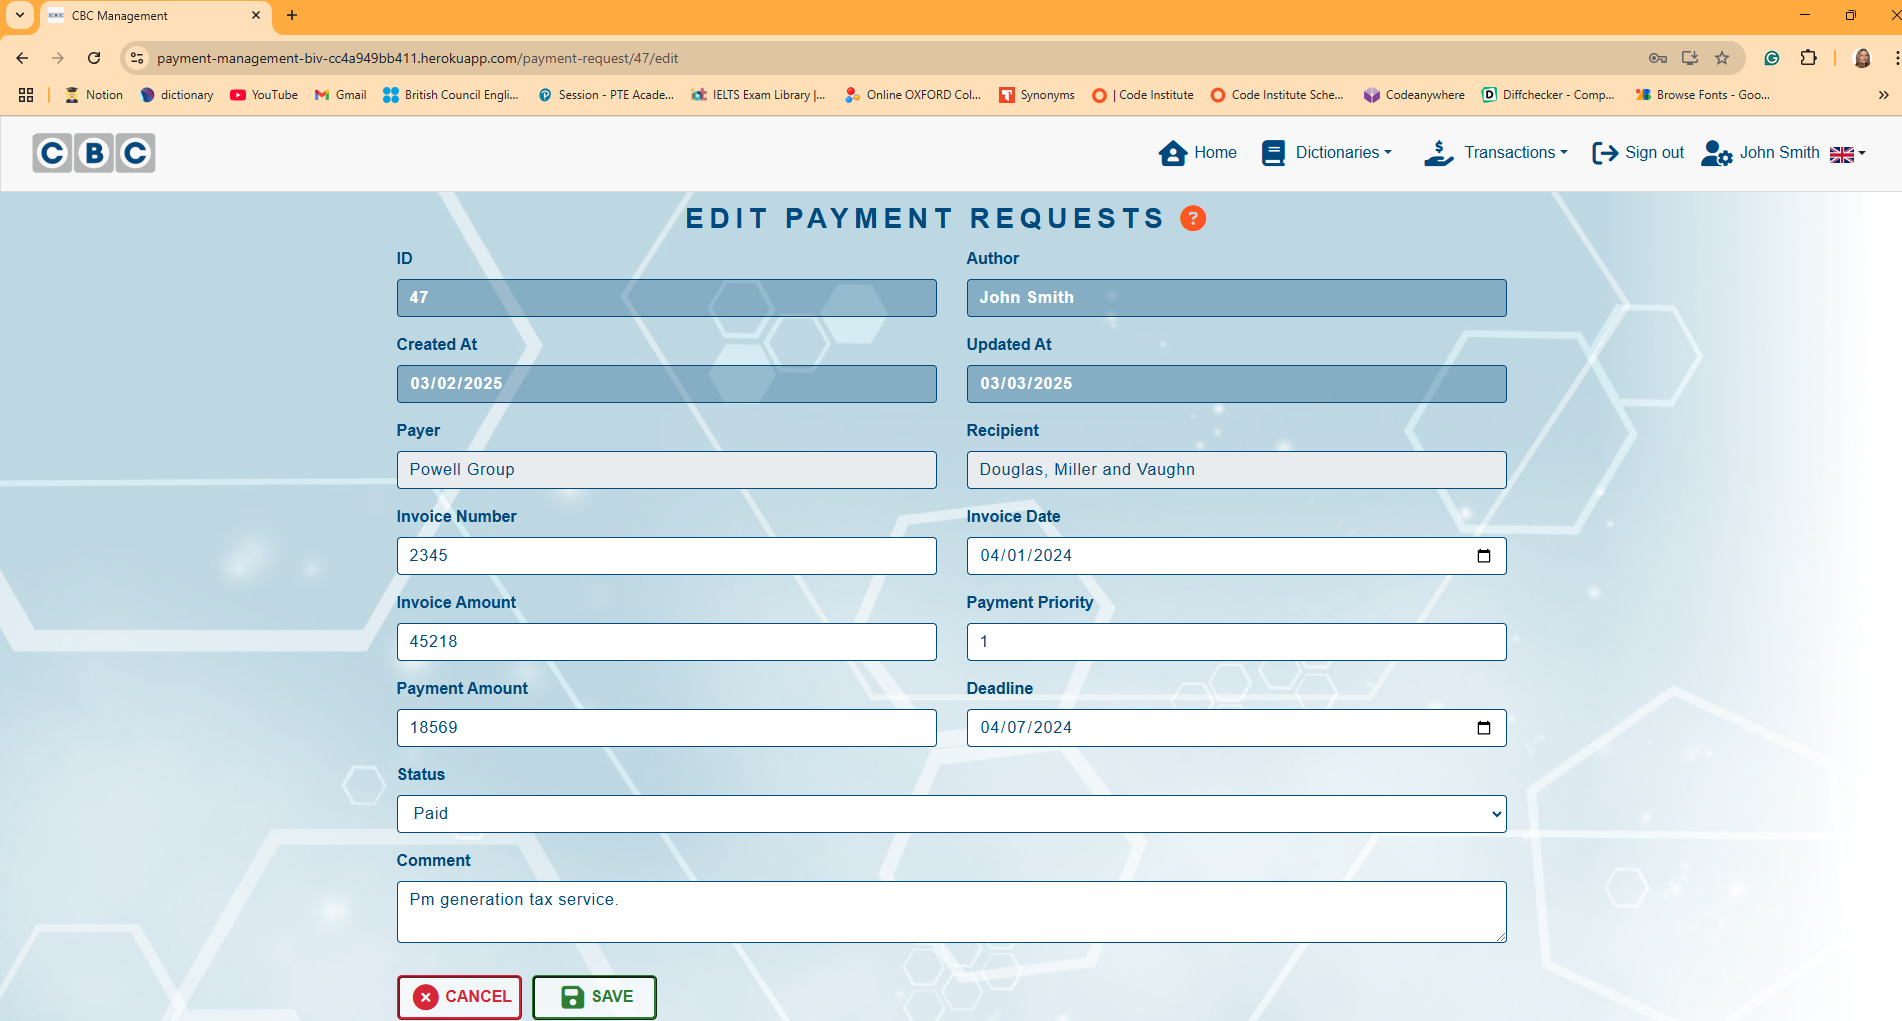 CBC Management
payment-management-biv-cc4a949bb411.herokuapp.com/payment-request/47/edit
Notion dictionary YouTube Gmail British Council Engli... Session - PTE Acade... IELTS Exam Library |... Online OXFORD Col... Synonyms | Code Institute Code Institute Sche... Codeanywhere Diffchecker - Comp... Browse Fonts - Goo...
CBC Home Dictionaries Transactions Sign out John Smith
EDIT PAYMENT REQUESTS ?
ID Author
47 John Smith
Created At Updated At
03/02/2025 03/03/2025
Payer Recipient
Powell Group Douglas, Miller and Vaughn
Invoice Number Invoice Date
2345 04/01/2024
Invoice Amount Payment Priority
45218 1
Payment Amount Deadline
18569 04/07/2024
Status
Paid
Comment
Pm generation tax service.
CANCEL SAVE